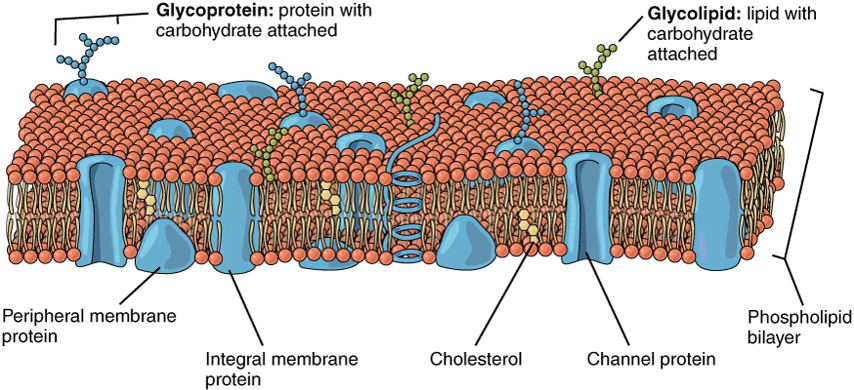 Glycoprotein: protein with
carbohydrate attached
Glycolipid: lipid with
carbohydrate
attached
Peripheral membrane
protein
Integral membrane
protein
Cholesterol
Channel protein
Phospholipid
bilayer